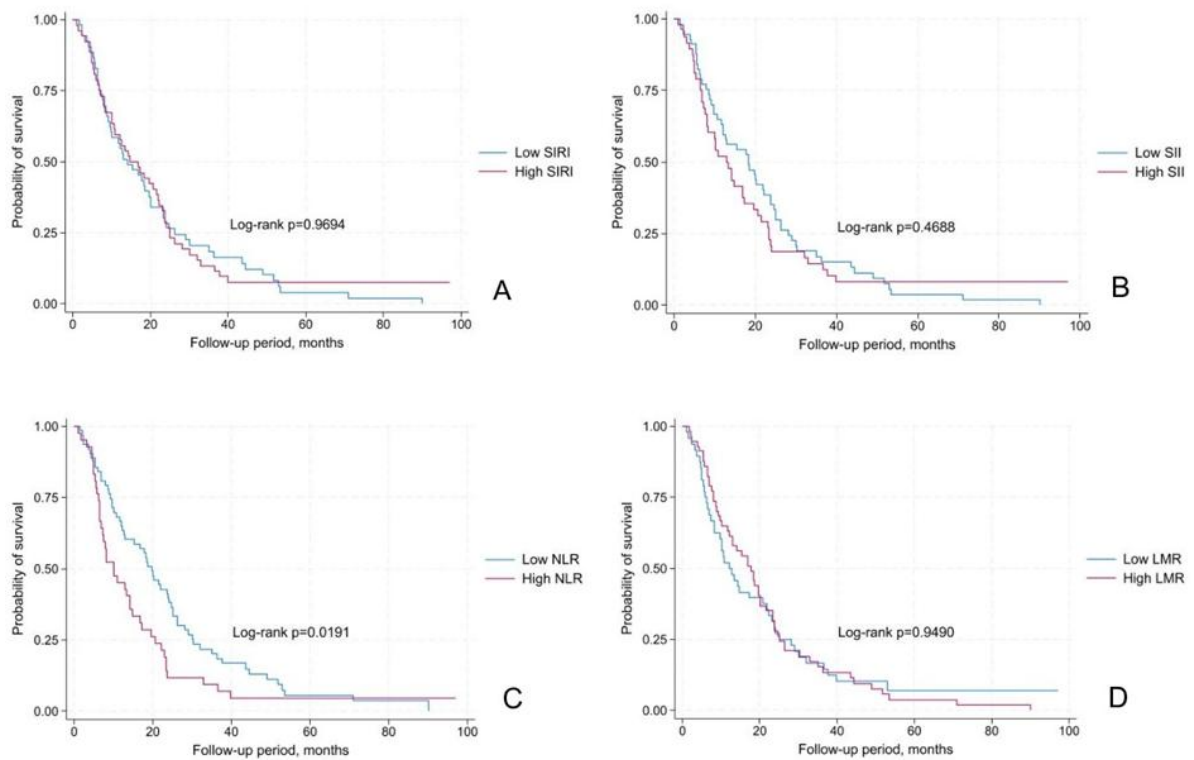 1.00
0.75
0.50
0.25
0.00
Probability of survival
0 20 40 60 80 100
Follow-up period, months
Log-rank p=0.9694
Low SIRI
High SIRI
A
1.00
0.75
0.50
0.25
0.00
Probability of survival
0 20 40 60 80 100
Follow-up period, months
Log-rank p=0.4688
Low SII
High SII
B
1.00
0.75
0.50
0.25
0.00
Probability of survival
0 20 40 60 80 100
Follow-up period, months
Log-rank p=0.0191
Low NLR
High NLR
C
1.00
0.75
0.50
0.25
0.00
Probability of survival
0 20 40 60 80 100
Follow-up period, months
Log-rank p=0.9490
Low LMR
High LMR
D